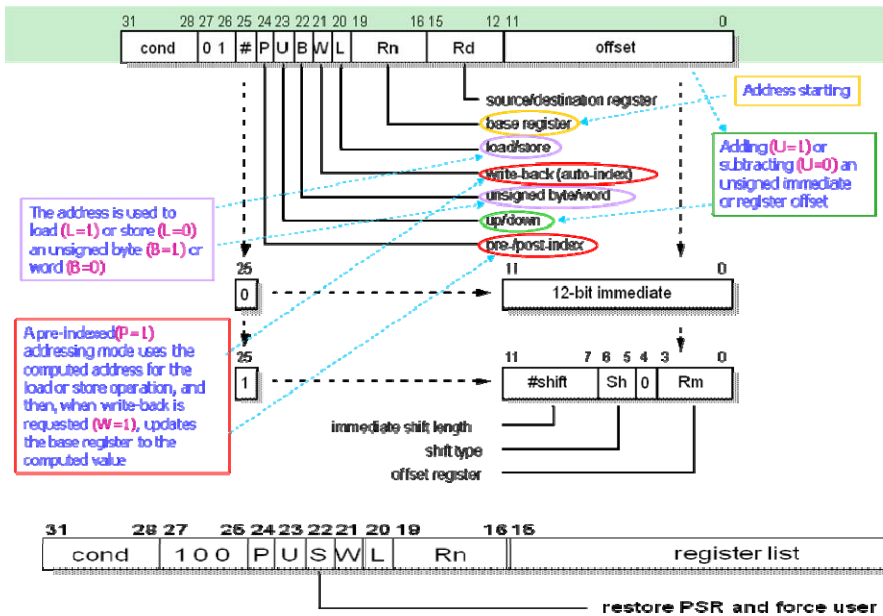 31 28 27 26 25 24 23 22 21 20 19 16 15 12 11 0
cond 0 1 # P U B W L Rn Rd offset
source/destination register
base register
load/store
write-back (auto-index)
unsigned byte/word
up/down
pre-/post-index
Address starting
Adding (U=1) or
subtracting (U=0) an
unsigned immediate
or register offset
The address is used to
load (L=1) or store (L=0)
an unsigned byte (B=1) or
word (B=0)
25 11 0
0 12-bit immediate
A pre-indexed(P=1)
addressing mode uses the
computed address for the
load or store operation, and
then, when write-back is
requested (W=1), updates
the base register to the
computed value
25 11 7 6 5 4 3 0
1 #shift Sh 0 Rm
immediate shift length
shift type
offset register
31 28 27 25 24 23 22 21 20 19 16 15
cond 1 0 0 P U S W L Rn register list
restore PSR and force user